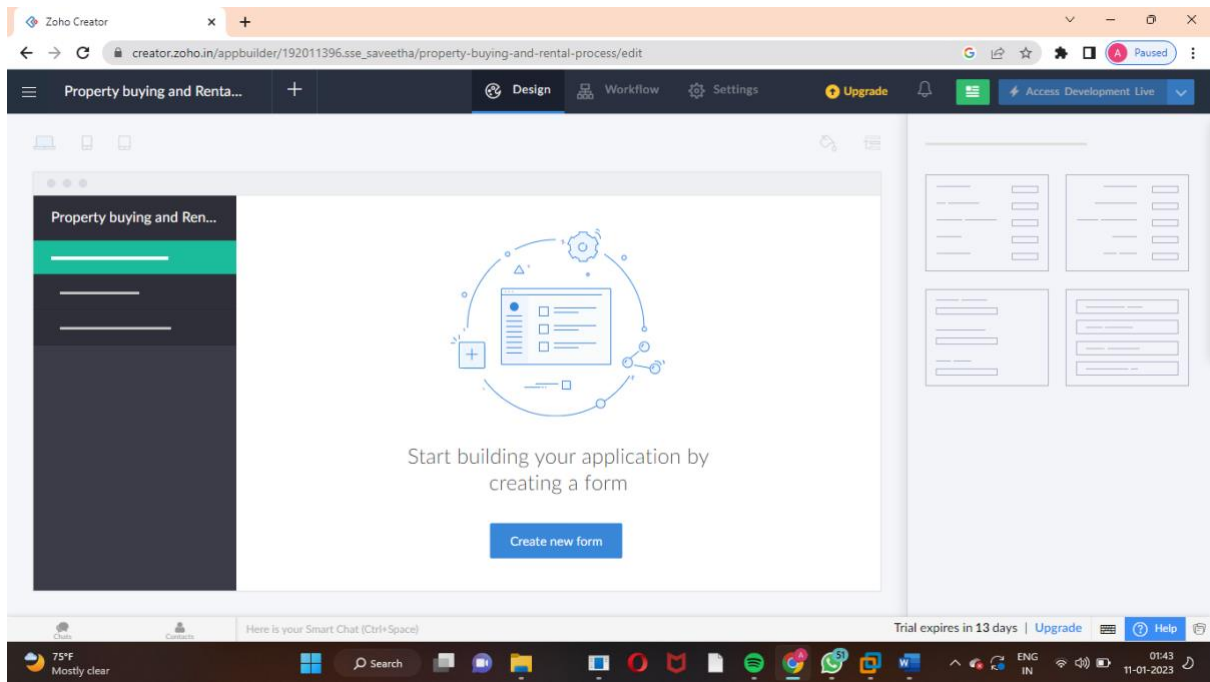 Zoho Creator
creator.zoho.in/appbuilder/192011396.sse_saveetha/property-buying-and-rental-process/edit
A Paused
Property buying and Renta...
Design
Workflow
Settings
Upgrade
Access Development Live
Property buying and Ren...
Start building your application by
creating a form
Create new form
Chats
Contacts
Here is your Smart Chat (Ctrl+Space)
Trial expires in 13 days | Upgrade
Help
75°F
Mostly clear
Search
51
ENG
IN
01:43
11-01-2023